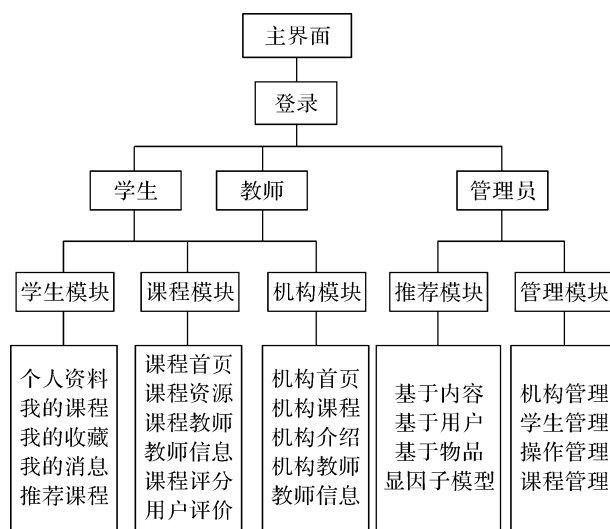 主界面
登录
学生
教师
管理员
学生模块
课程模块
机构模块
推荐模块
管理模块
个人资料
我的课程
我的收藏
我的消息
推荐课程
课程首页
课程资源
课程教师
教师信息
课程评分
用户评价
机构首页
机构课程
机构介绍
机构教师
教师信息
基于内容
基于用户
基于物品
显因子模型
机构管理
学生管理
操作管理
课程管理